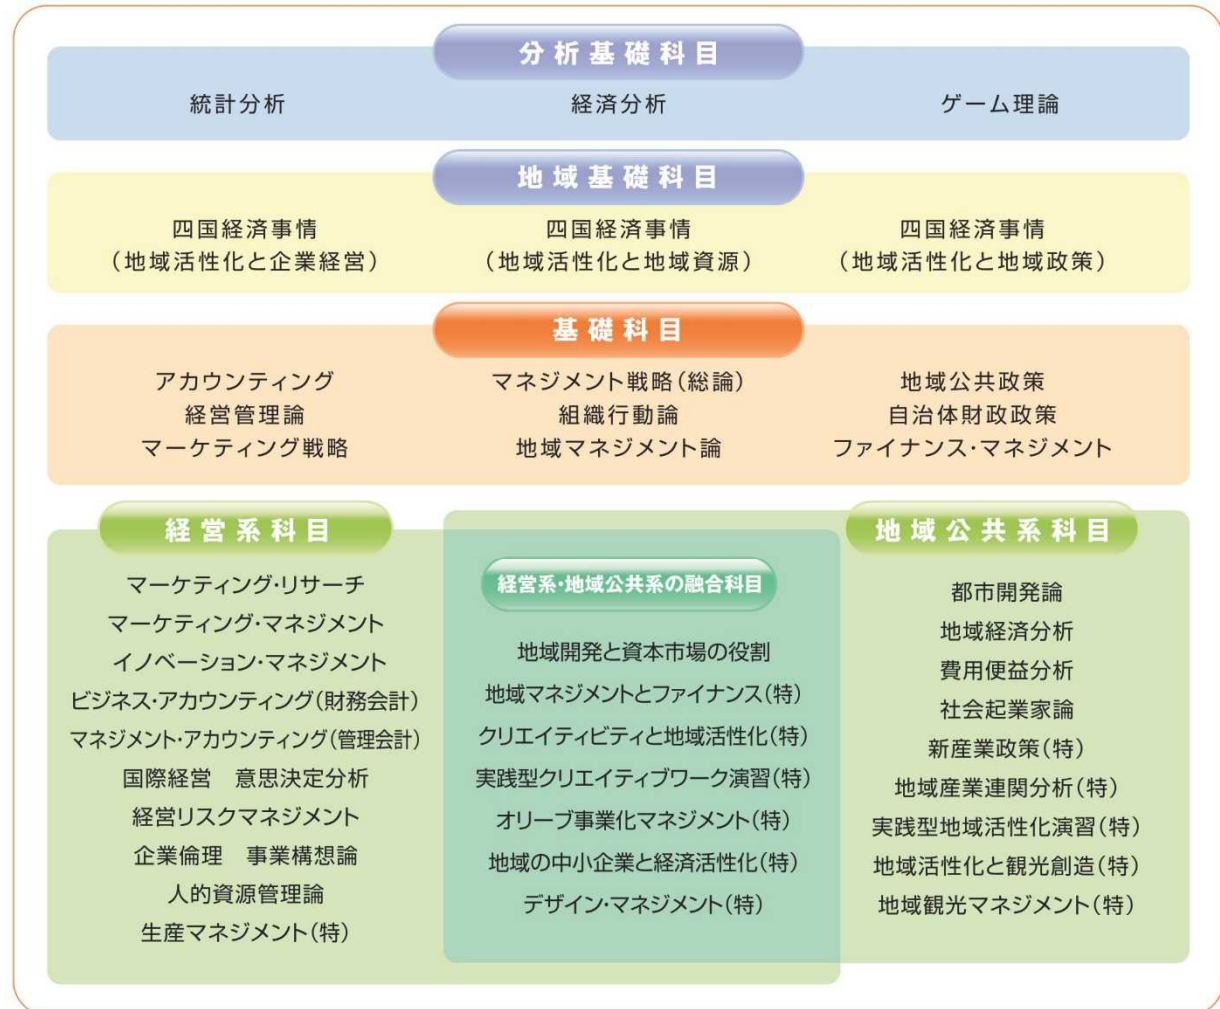 分析基礎科目
統計分析　経済分析　ゲーム理論
地域基礎科目
四国経済事情　四国経済事情　四国経済事情
（地域活性化と企業経営）　（地域活性化と地域資源）　（地域活性化と地域政策）
基礎科目
アカウンティング　マネジメント戦略（総論）　地域公共政策
経営管理論　組織行動論　自治体財政政策
マーケティング戦略　地域マネジメント論　ファイナンス・マネジメント
経営系科目
マーケティング・リサーチ
マーケティング・マネジメント
イノベーション・マネジメント
ビジネス・アカウンティング（財務会計）
マネジメント・アカウンティング（管理会計）
国際経営　意思決定分析
経営リスクマネジメント
企業倫理　事業構想論
人的資源管理論
生産マネジメント（特）
経営系・地域公共系の融合科目
地域開発と資本市場の役割
地域マネジメントとファイナンス（特）
クリエイティビティと地域活性化（特）
実践型クリエイティブワーク演習（特）
オリーブ事業化マネジメント（特）
地域の中小企業と経済活性化（特）
デザイン・マネジメント（特）
地域公共系科目
都市開発論
地域経済分析
費用便益分析
社会起業家論
新産業政策（特）
地域産業連関分析（特）
実践型地域活性化演習（特）
地域活性化と観光創造（特）
地域観光マネジメント（特）